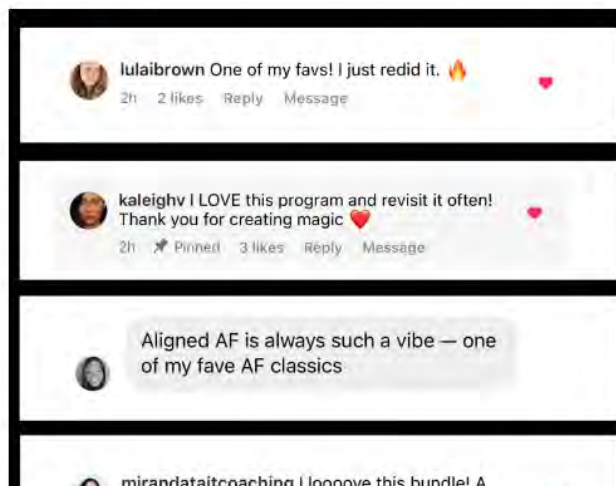 lulaibrown One of my favs! I just redid it. 🔥
2h 2 likes Reply Message
kaleighv I LOVE this program and revisit it often!
Thank you for creating magic ❤️
2h 📌 Pinned 3 likes Reply Message
Aligned AF is always such a vibe — one
of my fave AF classics
mirandataitcoaching I loooove this bundle! A